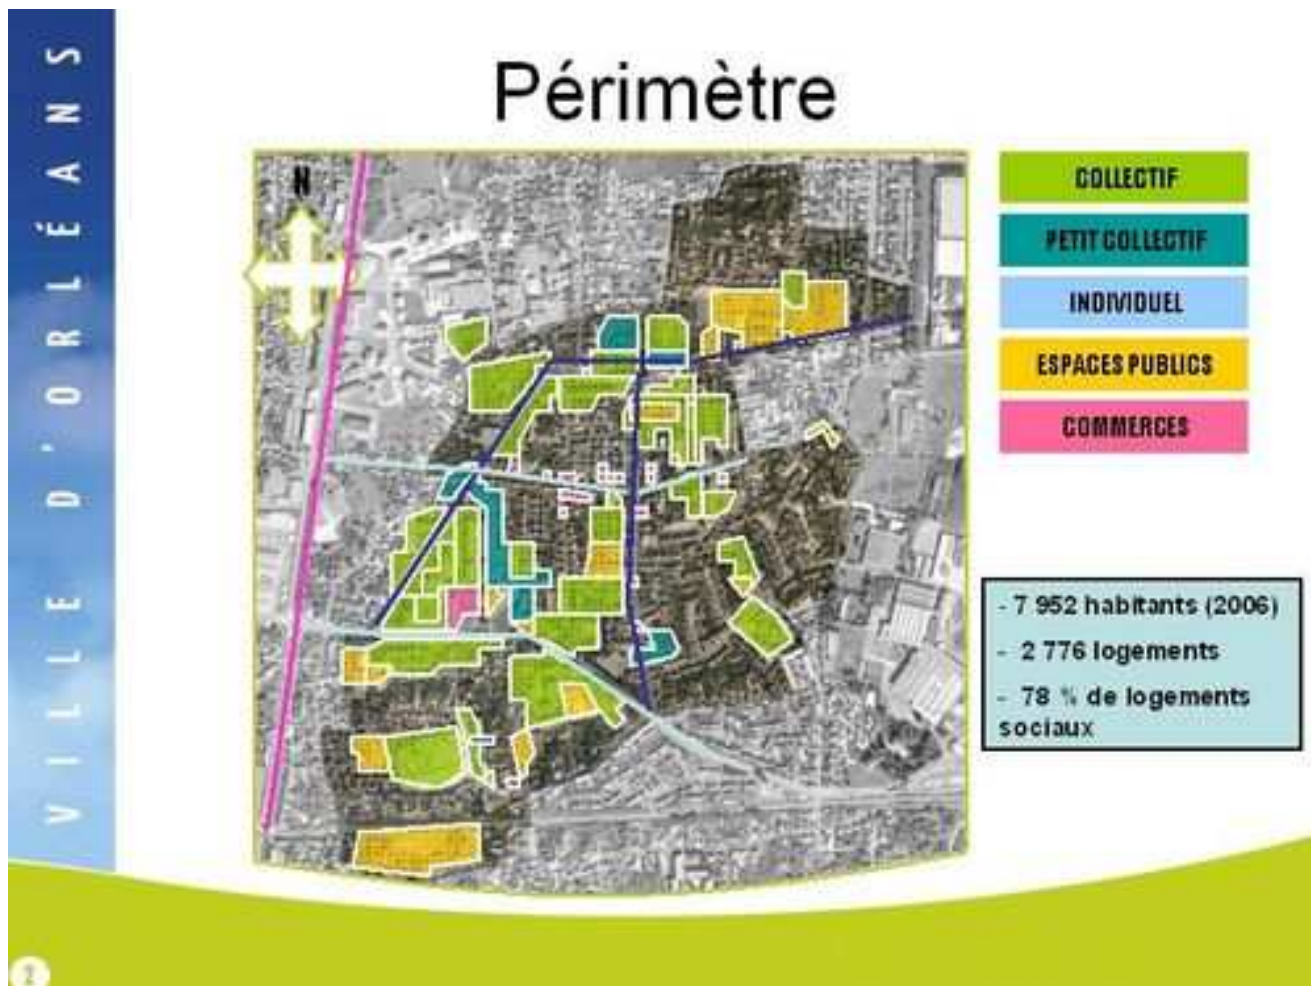 VILLE D'ORLÉANS
Périmètre
N
COLLECTIF
PETIT COLLECTIF
INDIVIDUEL
ESPACES PUBLICS
COMMERCES
- 7 952 habitants (2006)
- 2 776 logements
- 78 % de logements
sociaux
2